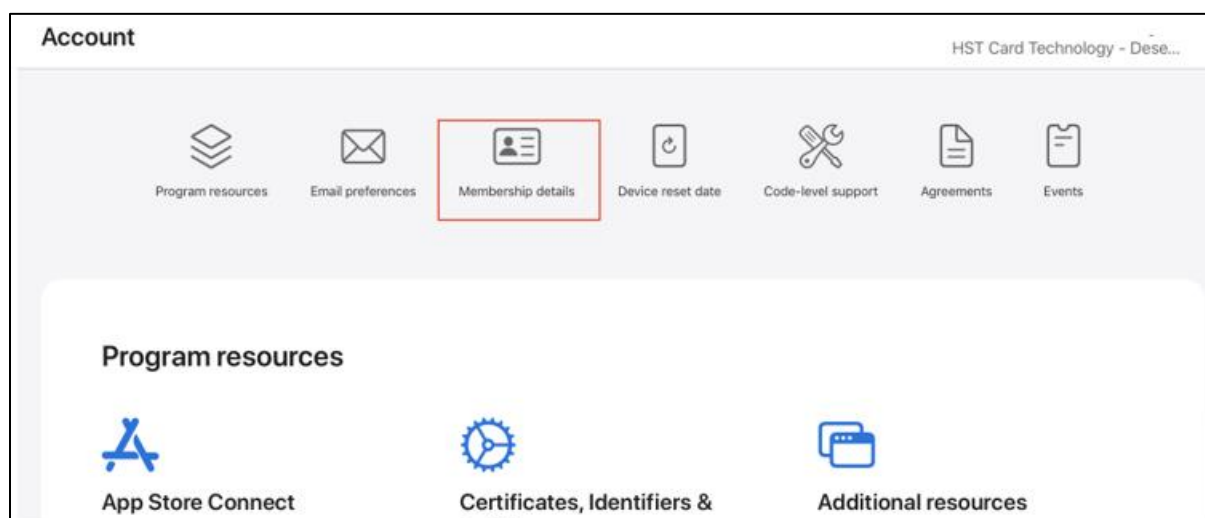 Account
HST Card Technology - Dese...
Program resources
Email preferences
Membership details
Device reset date
Code-level support
Agreements
Events
Program resources
App Store Connect
Certificates, Identifiers &
Additional resources